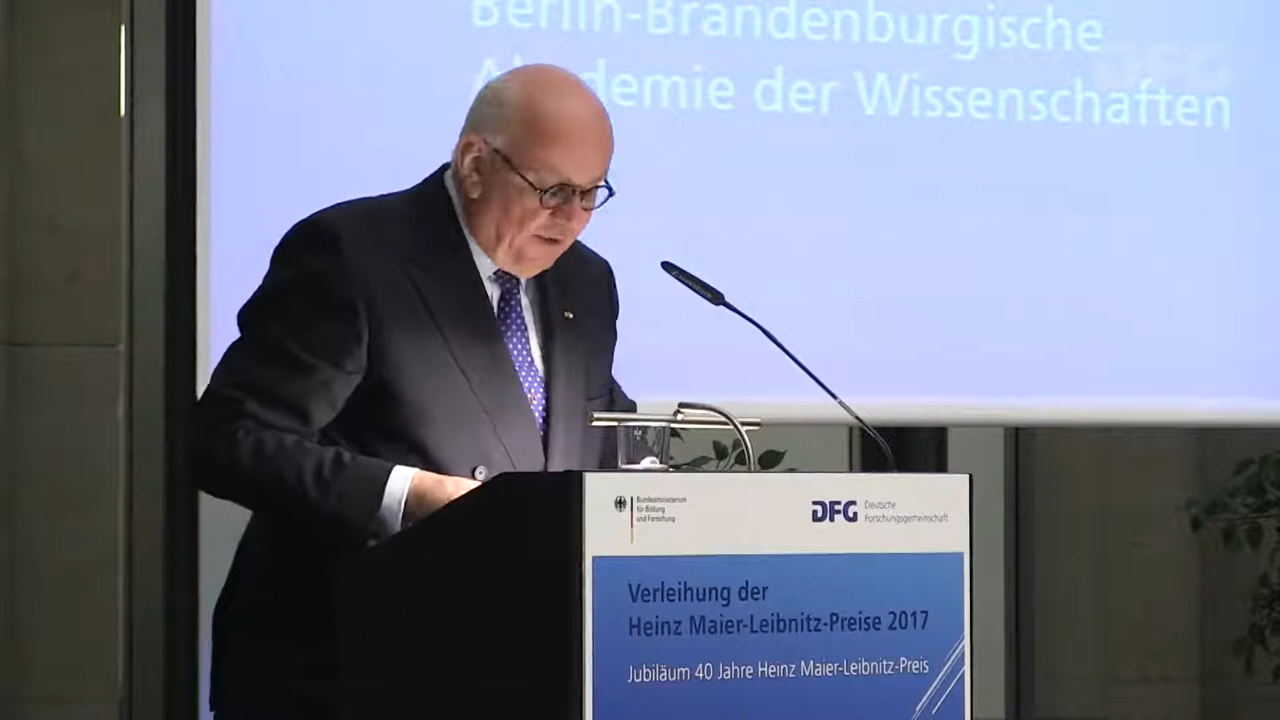 Berlin-Brandenburgische
Akademie der Wissenschaften
DFG
Bundesministerium
für Bildung
und Forschung
DFG Deutsche
Forschungsgemeinschaft
Verleihung der
Heinz Maier-Leibnitz-Preise 2017
Jubiläum 40 Jahre Heinz Maier-Leibnitz-Preis